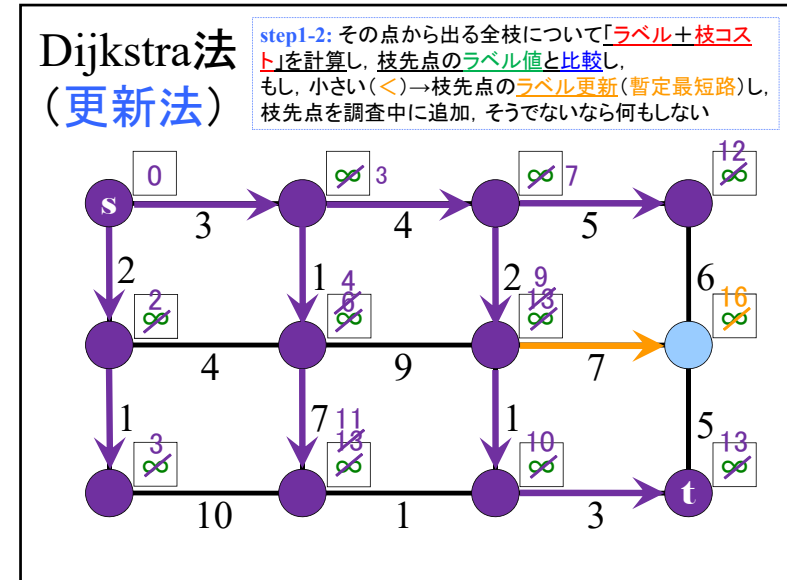 Dijkstra法
（更新法）
step1-2: その点から出る全枝について「ラベル＋枝コス
ト」を計算し，枝先点のラベル値と比較し，
もし，小さい（＜）→枝先点のラベル更新（暫定最短路）し，
枝先点を調査中に追加，そうでないなら何もしない
0 ∞ 3 ∞ 7 12 ∞
s 3 4 5
2 1 2 6
2 ∞ 4 6 ∞ 9 13 ∞ 16 ∞
4 9 7
1 7 1 5
3 ∞ 11 13 ∞ 10 ∞ 13 ∞
t
10 1 3